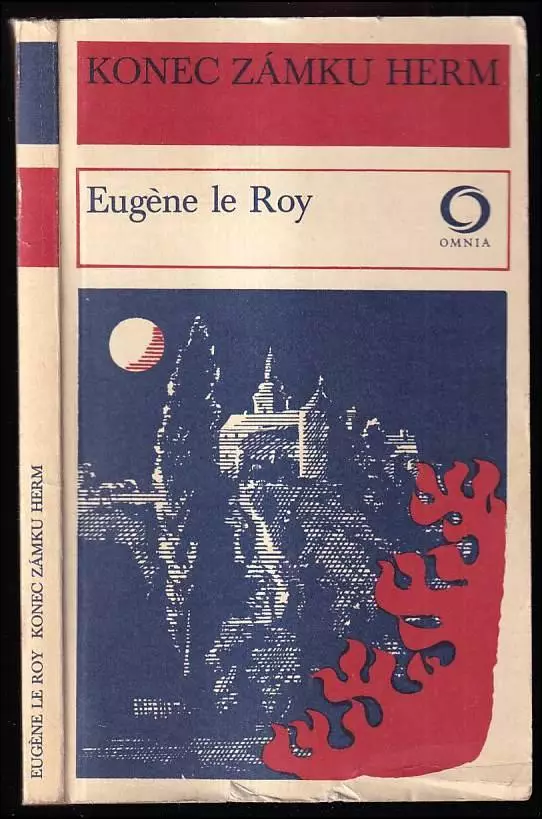 KONEC ZÁMKU HERM
Eugène le Roy
OMNIA
EUGÈNE LE ROY KONEC ZÁMKU HERM